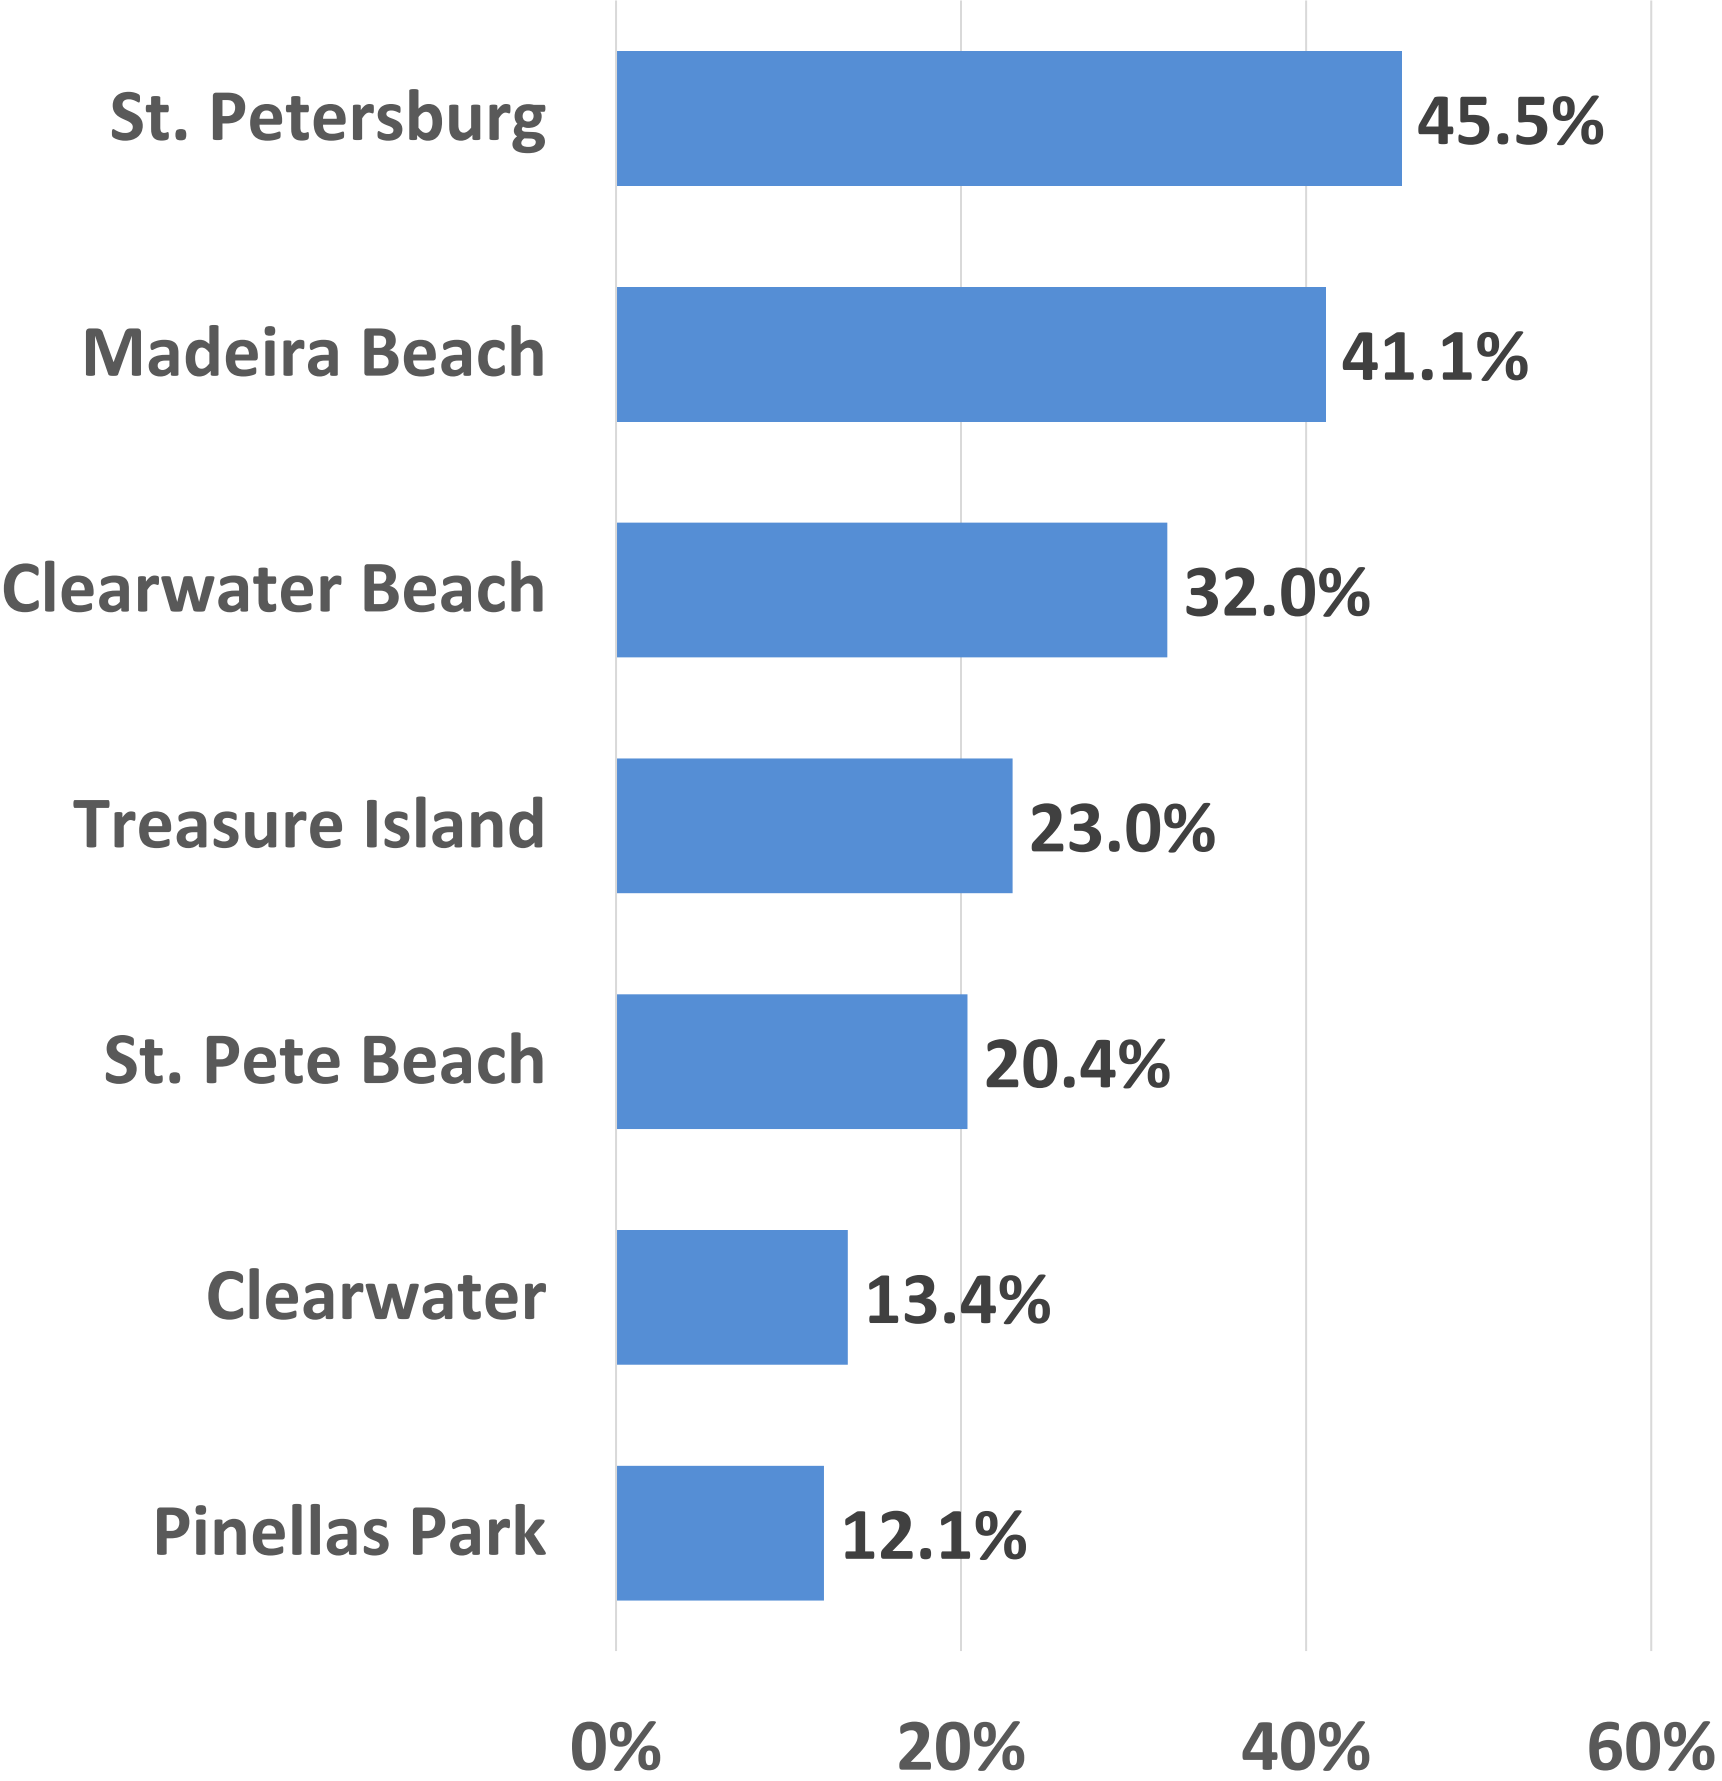 St. Petersburg 45.5%
Madeira Beach 41.1%
Clearwater Beach 32.0%
Treasure Island 23.0%
St. Pete Beach 20.4%
Clearwater 13.4%
Pinellas Park 12.1%
0% 20% 40% 60%